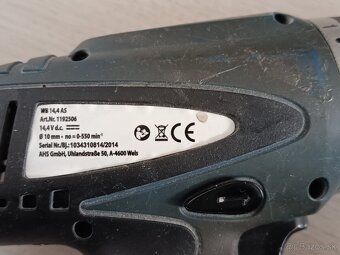 WB 14,4 AS
Art.Nr. 1192506
14,4 V d.c.
Ø 10 mm - no = 0-550 min⁻¹
Serial Nr./Bj.: 1034310814/2014
AHS GmbH, Uhlandstraße 50, A-4600 Wels
CE